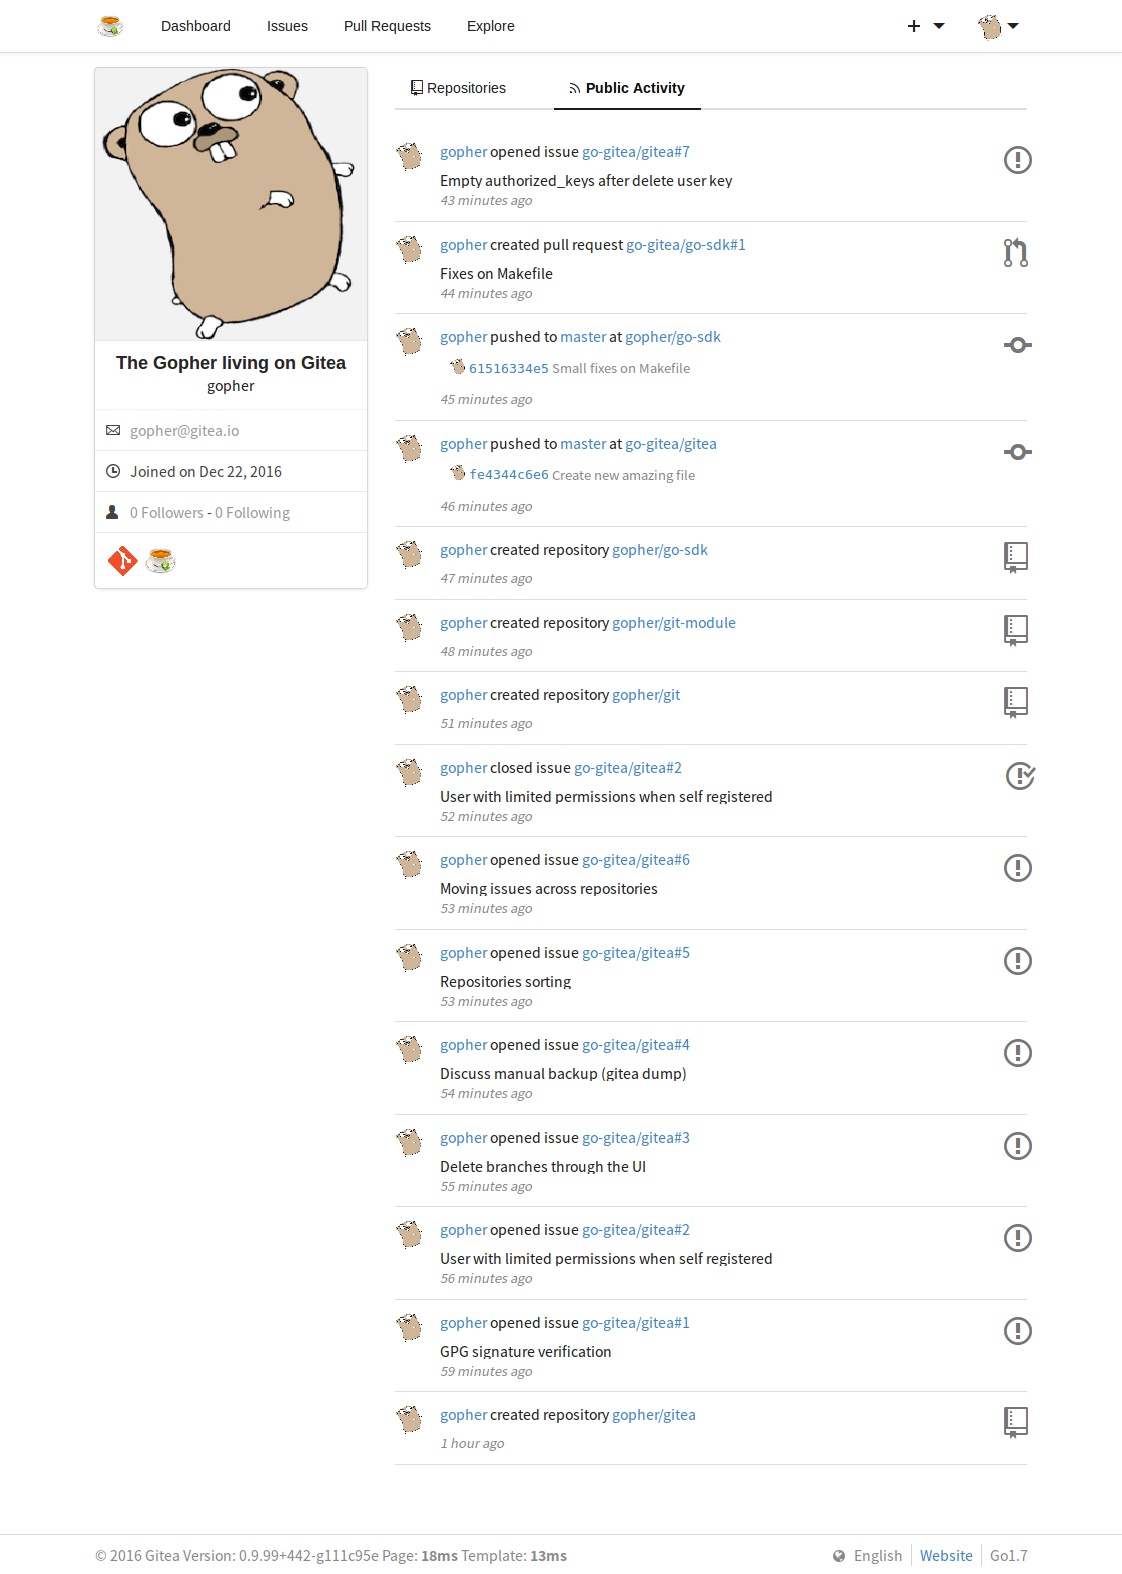 Dashboard Issues Pull Requests Explore
The Gopher living on Gitea
gopher
gopher@gitea.io
Joined on Dec 22, 2016
0 Followers - 0 Following
Repositories Public Activity
gopher opened issue go-gitea/gitea#7
Empty authorized_keys after delete user key
43 minutes ago
gopher created pull request go-gitea/go-sdk#1
Fixes on Makefile
44 minutes ago
gopher pushed to master at gopher/go-sdk
61516334e5 Small fixes on Makefile
45 minutes ago
gopher pushed to master at go-gitea/gitea
fe4344c6e6 Create new amazing file
46 minutes ago
gopher created repository gopher/go-sdk
47 minutes ago
gopher created repository gopher/git-module
48 minutes ago
gopher created repository gopher/git
51 minutes ago
gopher closed issue go-gitea/gitea#2
User with limited permissions when self registered
52 minutes ago
gopher opened issue go-gitea/gitea#6
Moving issues across repositories
53 minutes ago
gopher opened issue go-gitea/gitea#5
Repositories sorting
53 minutes ago
gopher opened issue go-gitea/gitea#4
Discuss manual backup (gitea dump)
54 minutes ago
gopher opened issue go-gitea/gitea#3
Delete branches through the UI
55 minutes ago
gopher opened issue go-gitea/gitea#2
User with limited permissions when self registered
56 minutes ago
gopher opened issue go-gitea/gitea#1
GPG signature verification
59 minutes ago
gopher created repository gopher/gitea
1 hour ago
© 2016 Gitea Version: 0.9.99+442-g111c95e Page: 18ms Template: 13ms English Website Go1.7